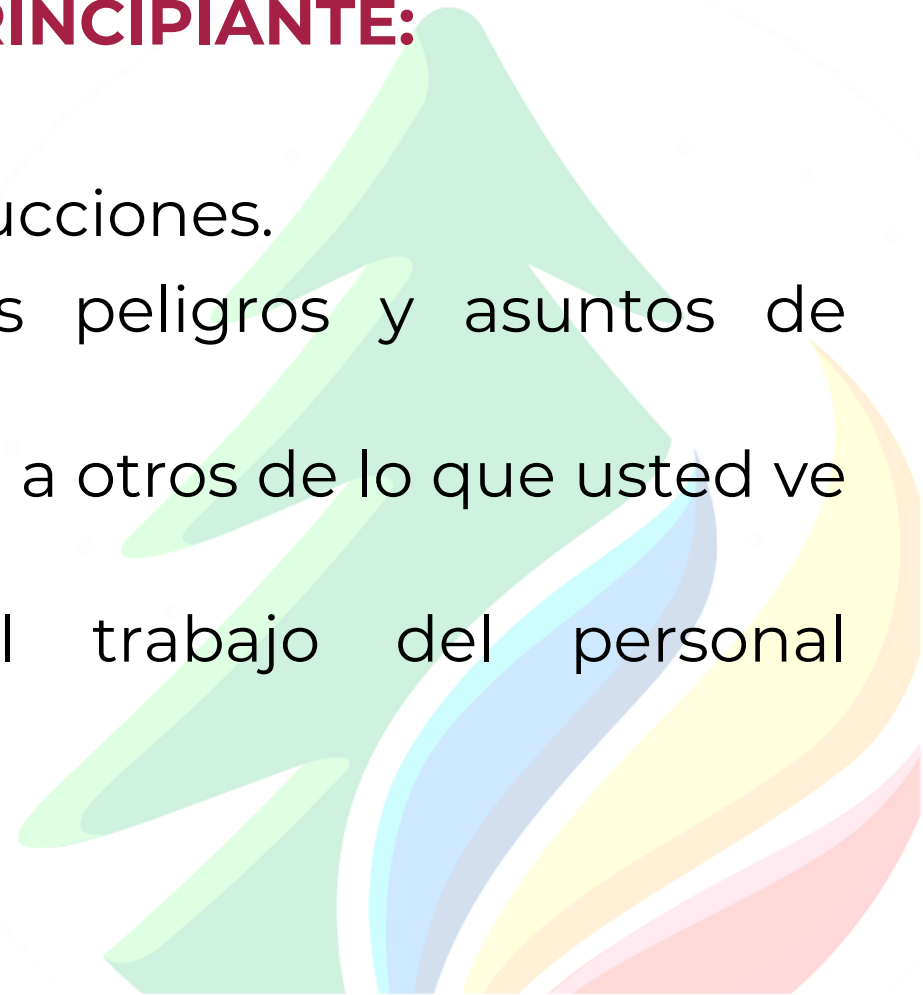 RINCIPIANTE:
ucciones.
s peligros y asuntos de
a otros de lo que usted ve
l trabajo del personal